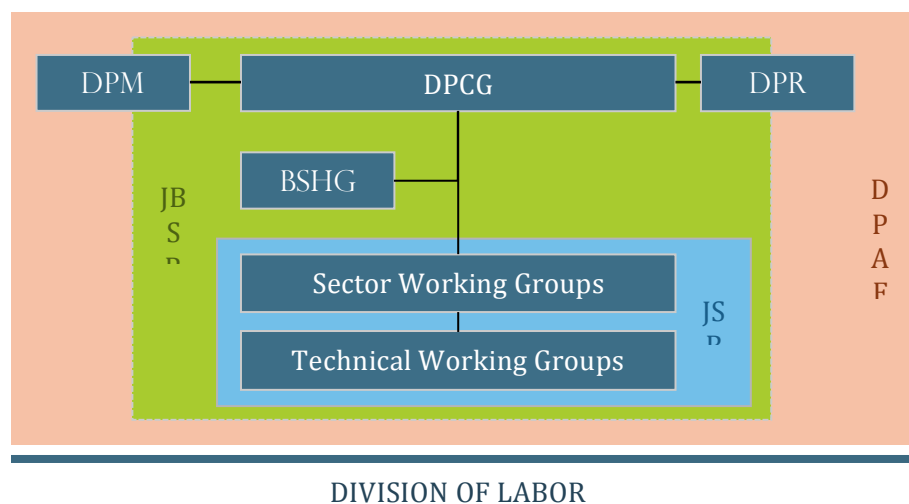 DPM
DPCG
DPR
BSHG
JB
S
D
P
A
Sector Working Groups
JS
Technical Working Groups
DIVISION OF LABOR